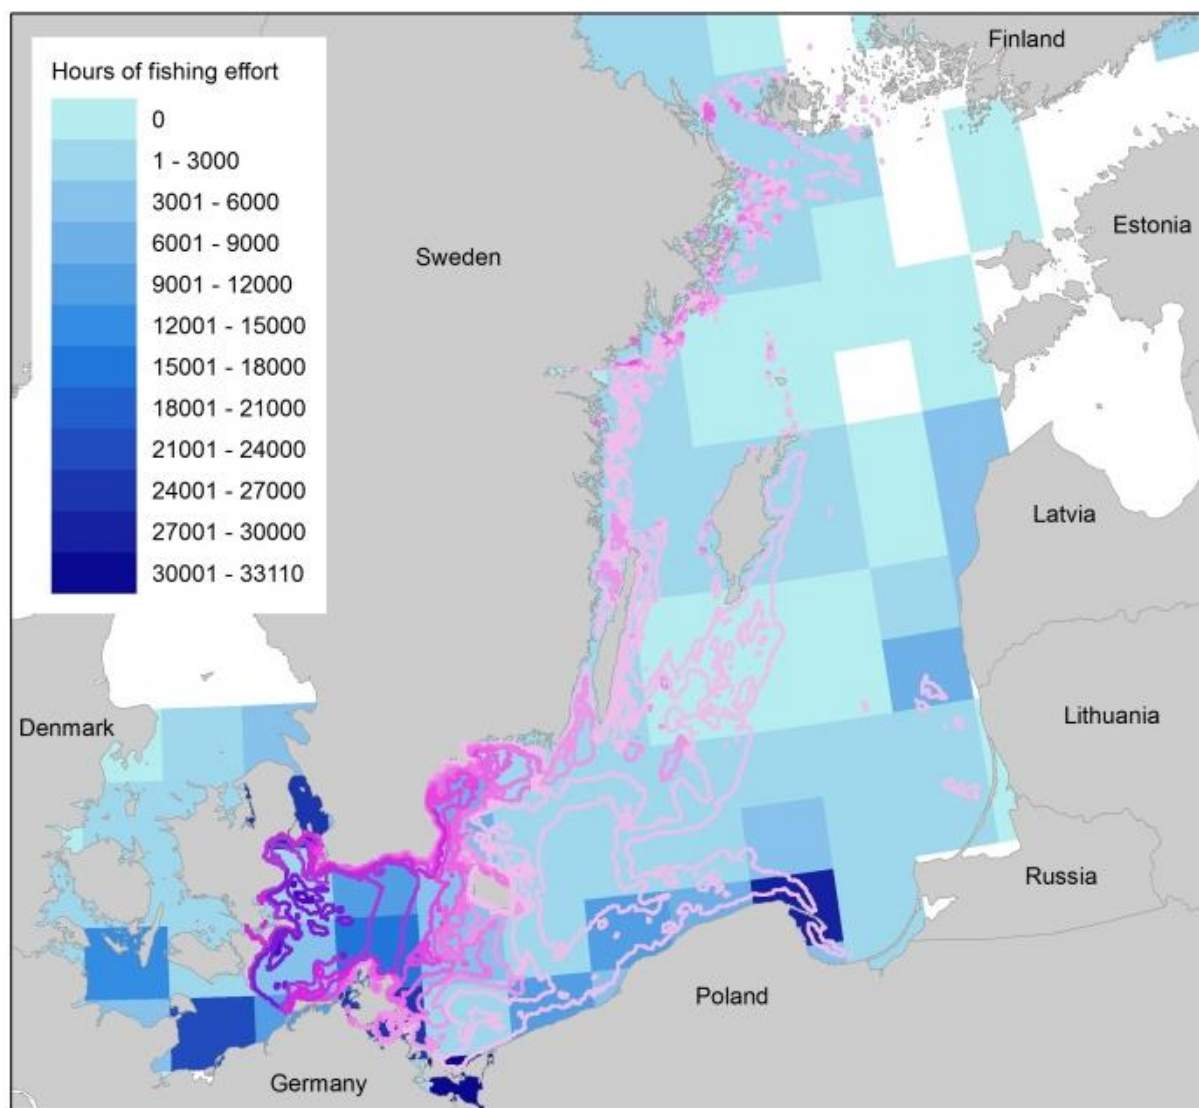 Finland
Hours of fishing effort
0
1 - 3000
3001 - 6000
6001 - 9000
9001 - 12000
12001 - 15000
15001 - 18000
18001 - 21000
21001 - 24000
24001 - 27000
27001 - 30000
30001 - 33110
Estonia
Sweden
Latvia
Lithuania
Denmark
Russia
Poland
Germany